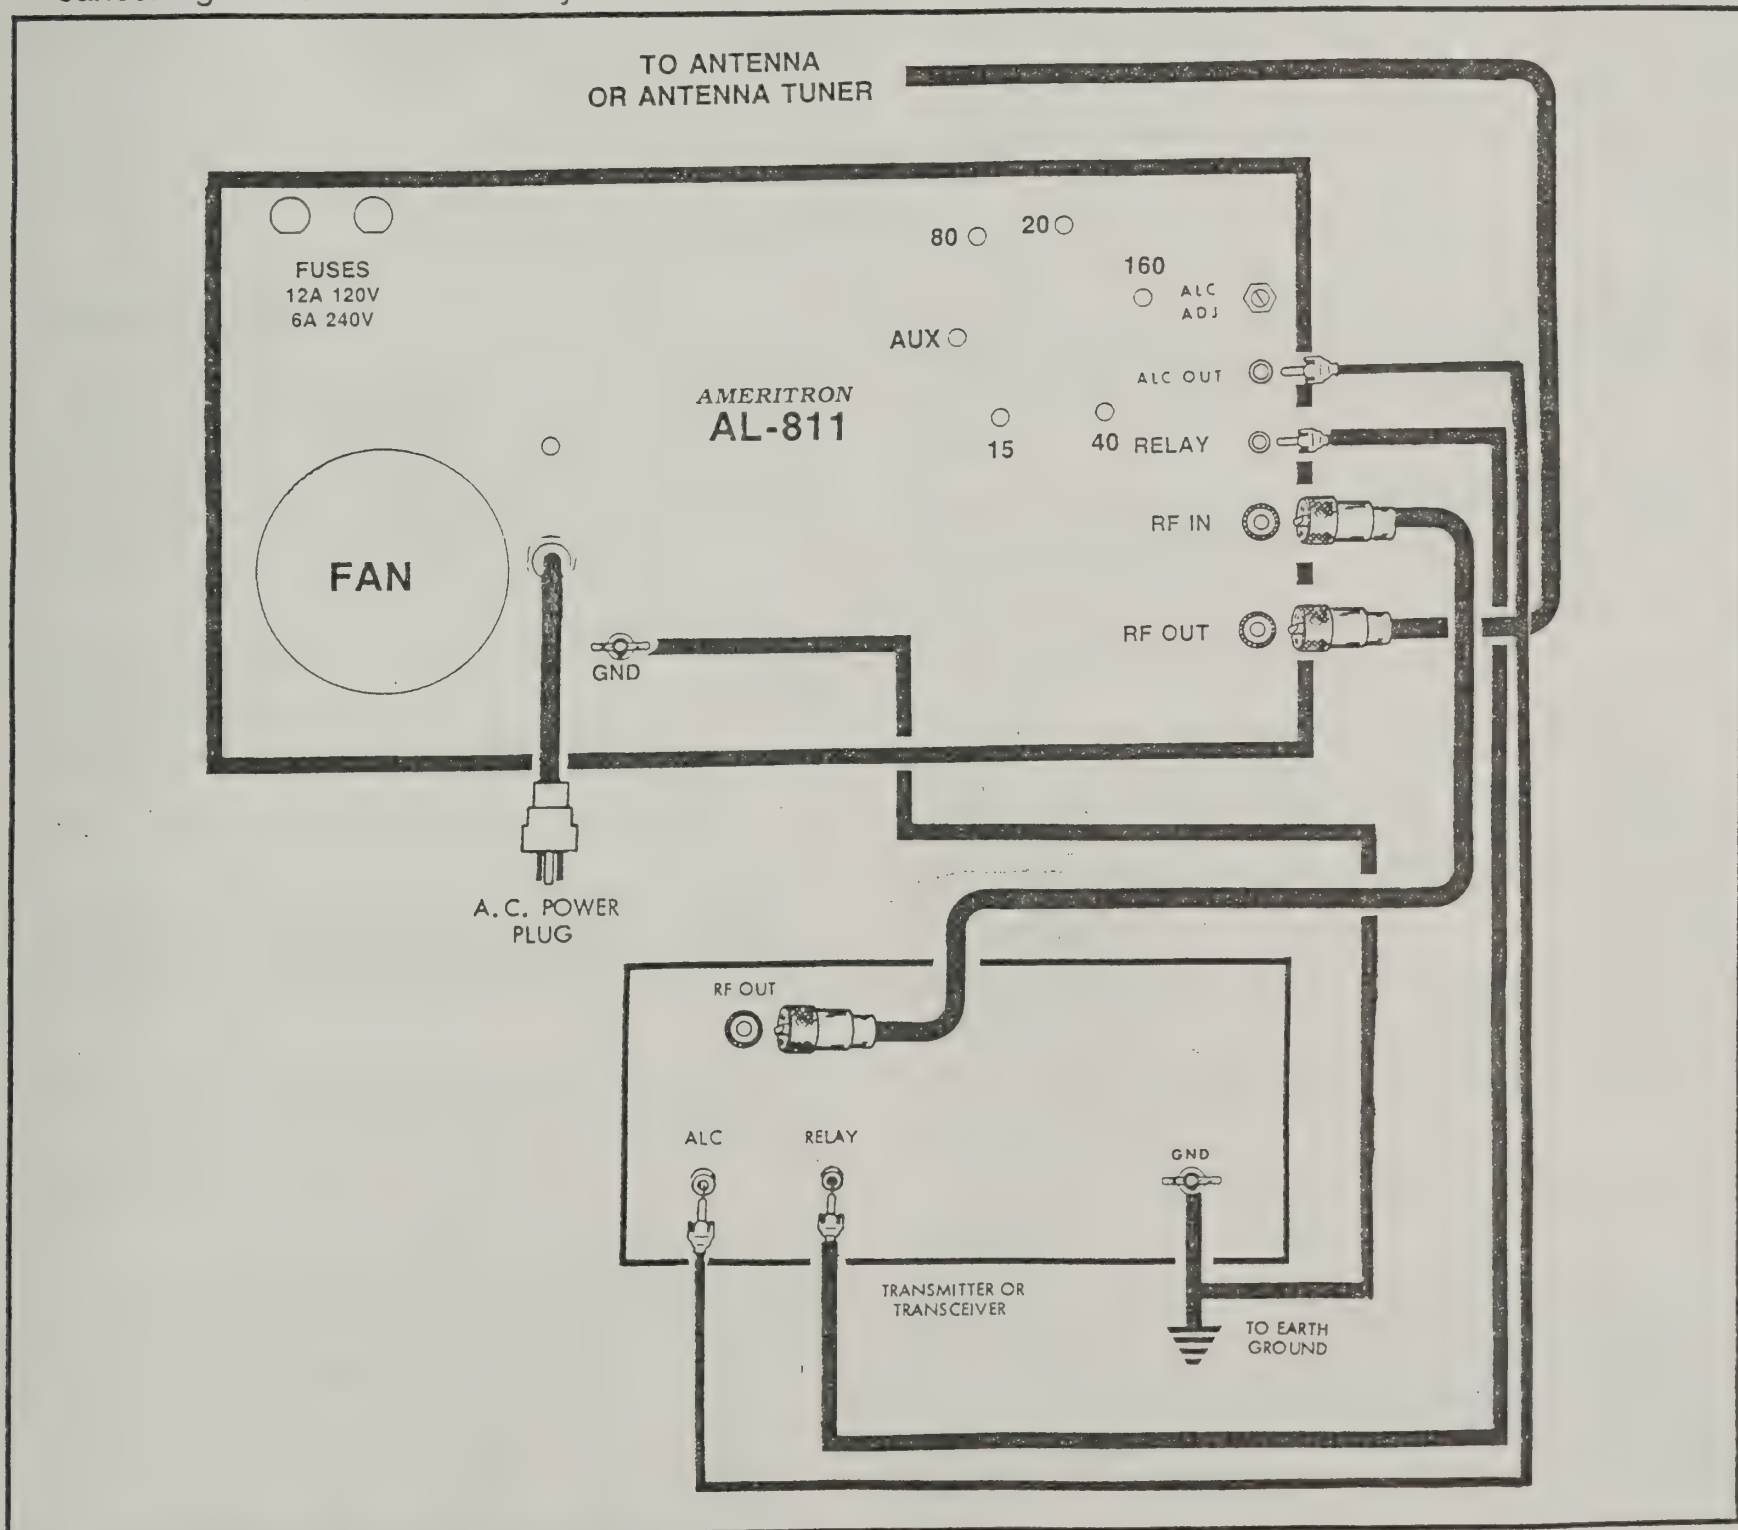 TO ANTENNA
OR ANTENNA TUNER
80
20
FUSES
12A 120V
6A 240V
160
ALC
ADJ
AUX
ALC OUT
AMERITRON
AL-811
15
40
RELAY
RF IN
FAN
RF OUT
GND
A.C. POWER
PLUG
RF OUT
ALC
RELAY
GND
TRANSMITTER OR
TRANSCEIVER
TO EARTH
GROUND